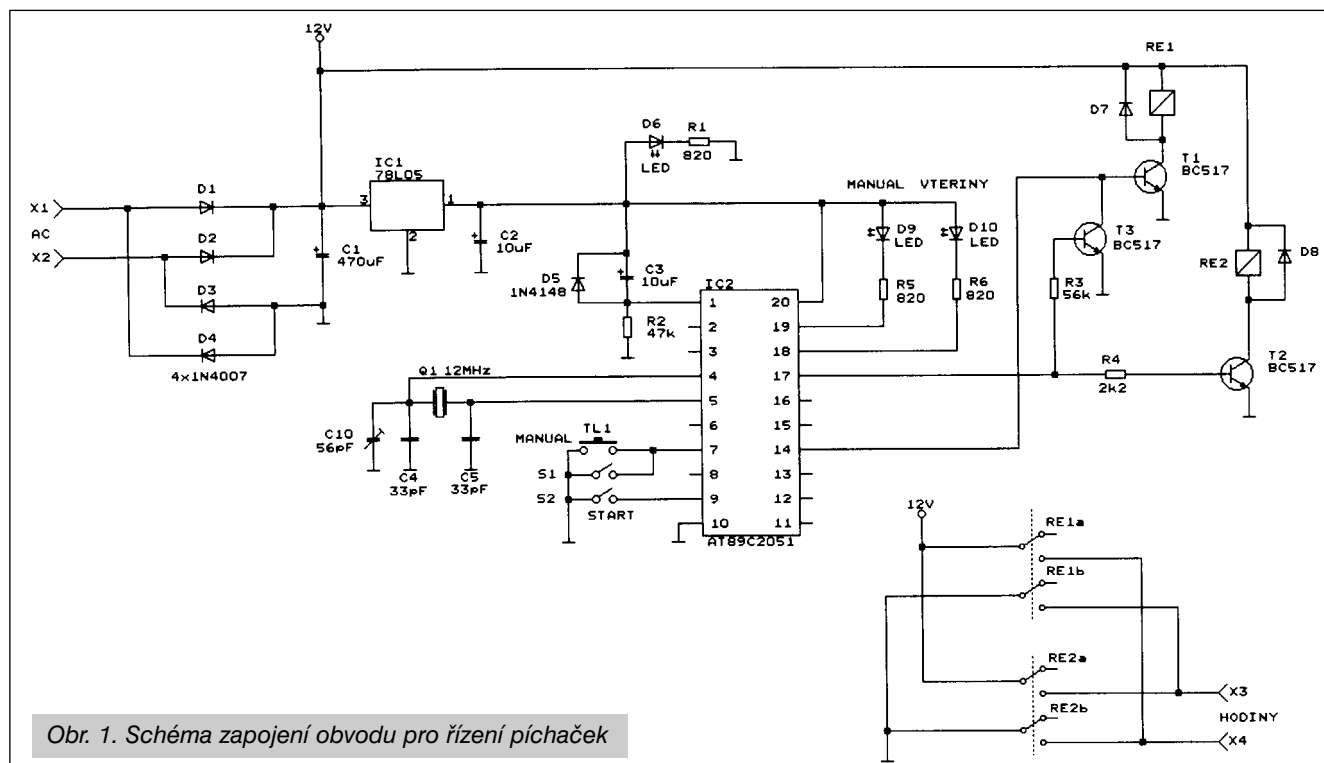 12V
RE1
D7
D6
R1
LED
820
T1
BC517
IC1
78L05
MANUAL VTERINY
D1
3
1
X1
AC
X2
D2
2
C1
470uF
C2
10uF
D9
LED
D10
LED
T3
BC517
D3
D5
1N4148
C3
10uF
IC2
RE2
D8
R5
820
R6
820
R3
56k
D4
4x1N4007
R2
47k
1
20
2
19
3
18
Q1 12MHz
4
17
R4
2k2
T2
BC517
5
16
C10
56pF
6
15
MANUAL
TL1
7
14
C4
33pF
C5
33pF
S1
8
13
S2
9
12
START
10
11
AT89C2051
12V
RE1a
RE1b
RE2a
X3
RE2b
HODINY
X4
Obr. 1. Schéma zapojení obvodu pro řízení píchaček